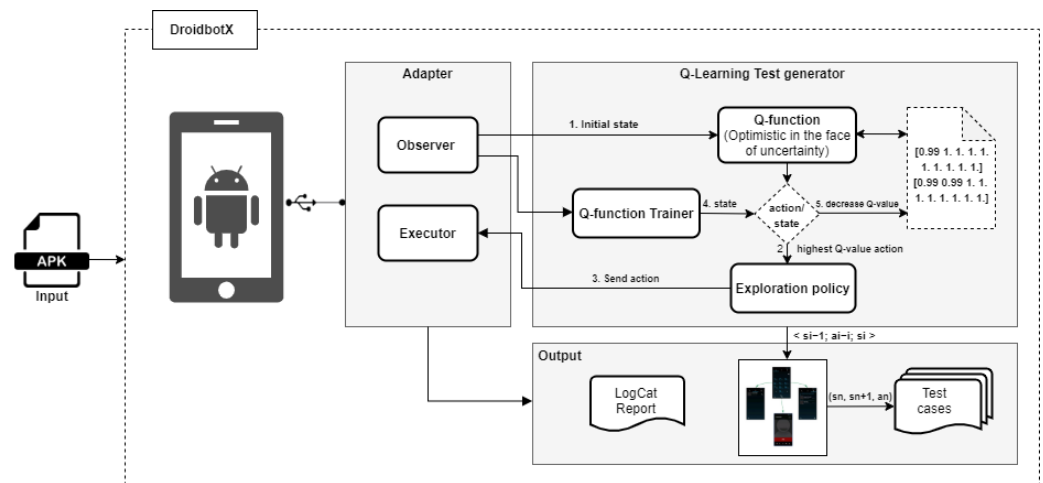 DroidbotX
Adapter
Q-Learning Test generator
Observer
1. Initial state
Q-function
(Optimistic in the face
of uncertainty)
[0.99 1. 1. 1. 1.
1. 1. 1. 1. 1.]
[0.99 0.99 1. 1.
1. 1. 1. 1. 1. 1.]
Q-function Trainer
4. state
action/
state
5. decrease Q-value
Executor
2
highest Q-value action
3. Send action
Exploration policy
APK
Input
< si−1; ai−i; si >
Output
LogCat
Report
(sn, sn+1, an)
Test
cases